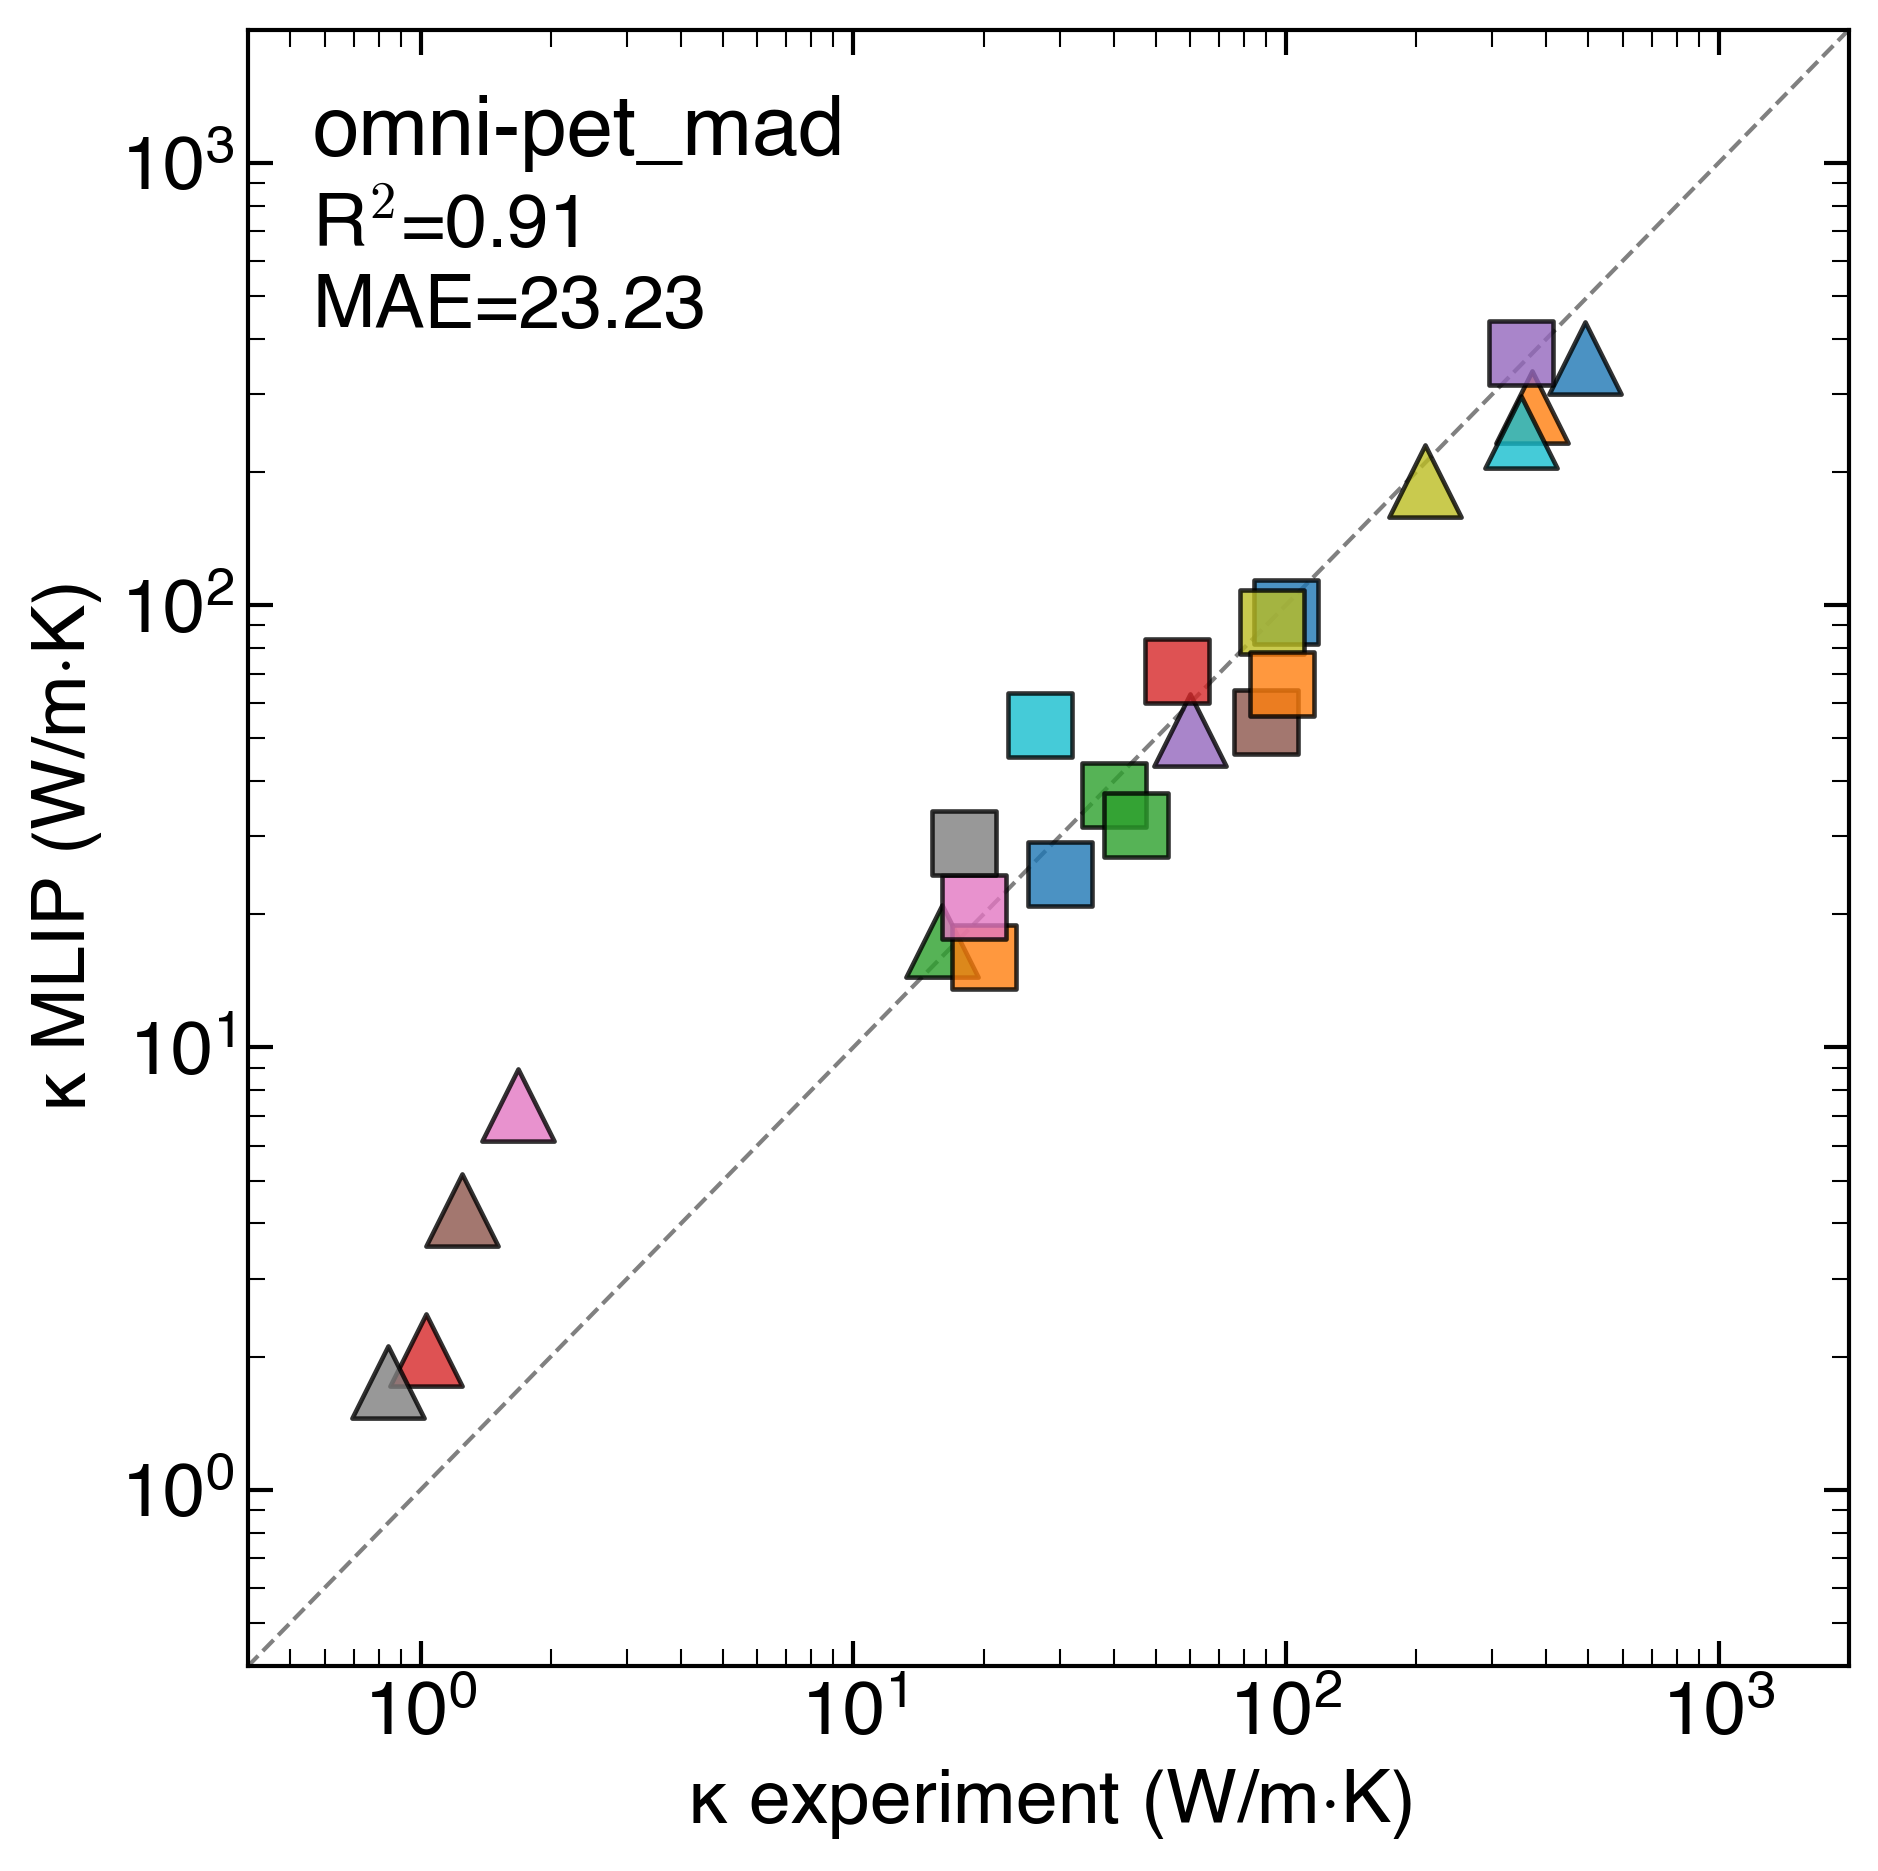 omni-pet_mad
R²=0.91
MAE=23.23
κ MLIP (W/m·K)
10³
10²
10¹
10⁰
10⁰ 10¹ 10² 10³
κ experiment (W/m·K)